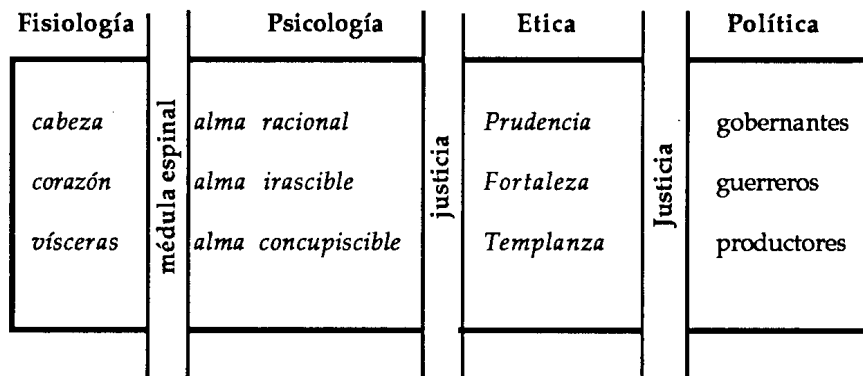 Fisiología Psicología Etica Política
cabeza alma racional Prudencia gobernantes
corazón alma irascible Fortaleza guerreros
vísceras alma concupiscible Templanza productores
médula espinal
justicia
Justicia